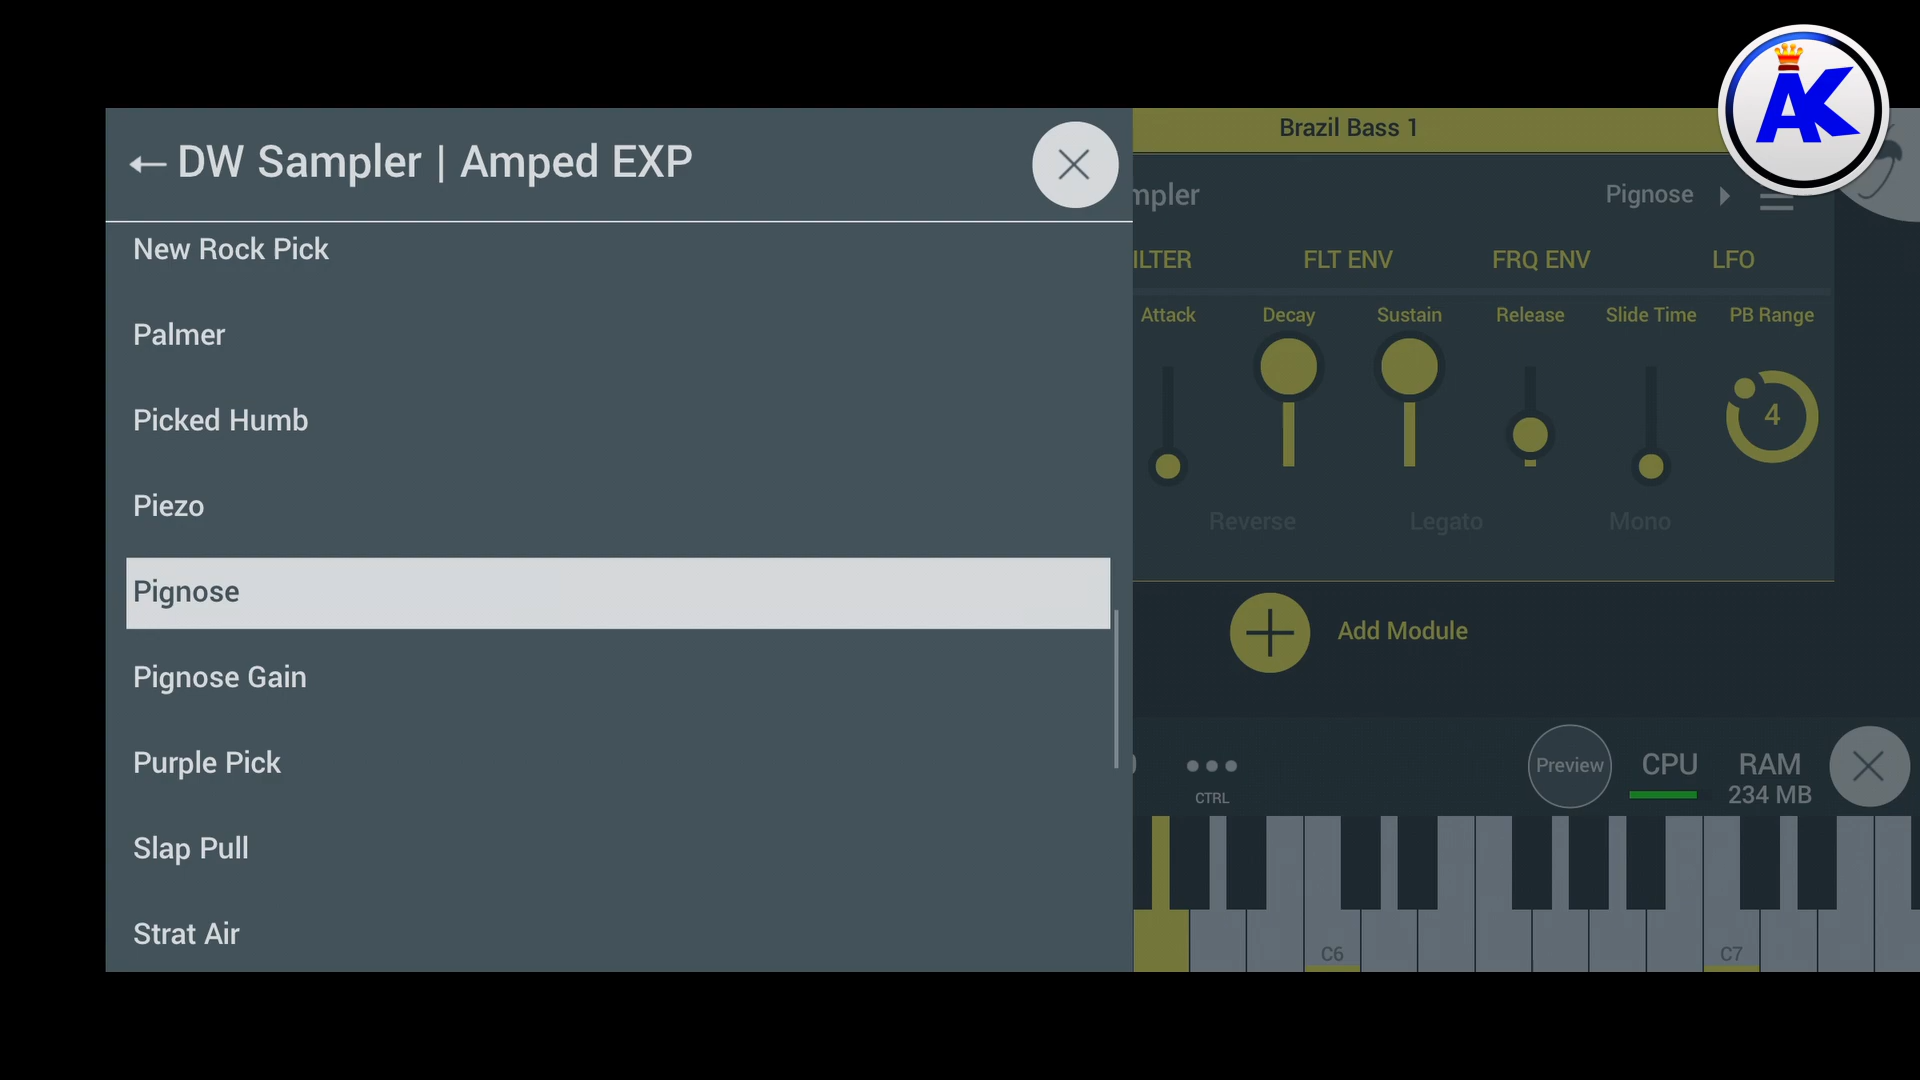 AK
DW Sampler | Amped EXP
New Rock Pick
Palmer
Picked Humb
Piezo
Pignose
Pignose Gain
Purple Pick
Slap Pull
Strat Air
Brazil Bass 1
mpler
Pignose
ILTER FLT ENV FRQ ENV LFO
Attack Decay Sustain Release Slide Time PB Range
4
Reverse Legato Mono
Add Module
CTRL
Preview CPU RAM
234 MB
C6 C7